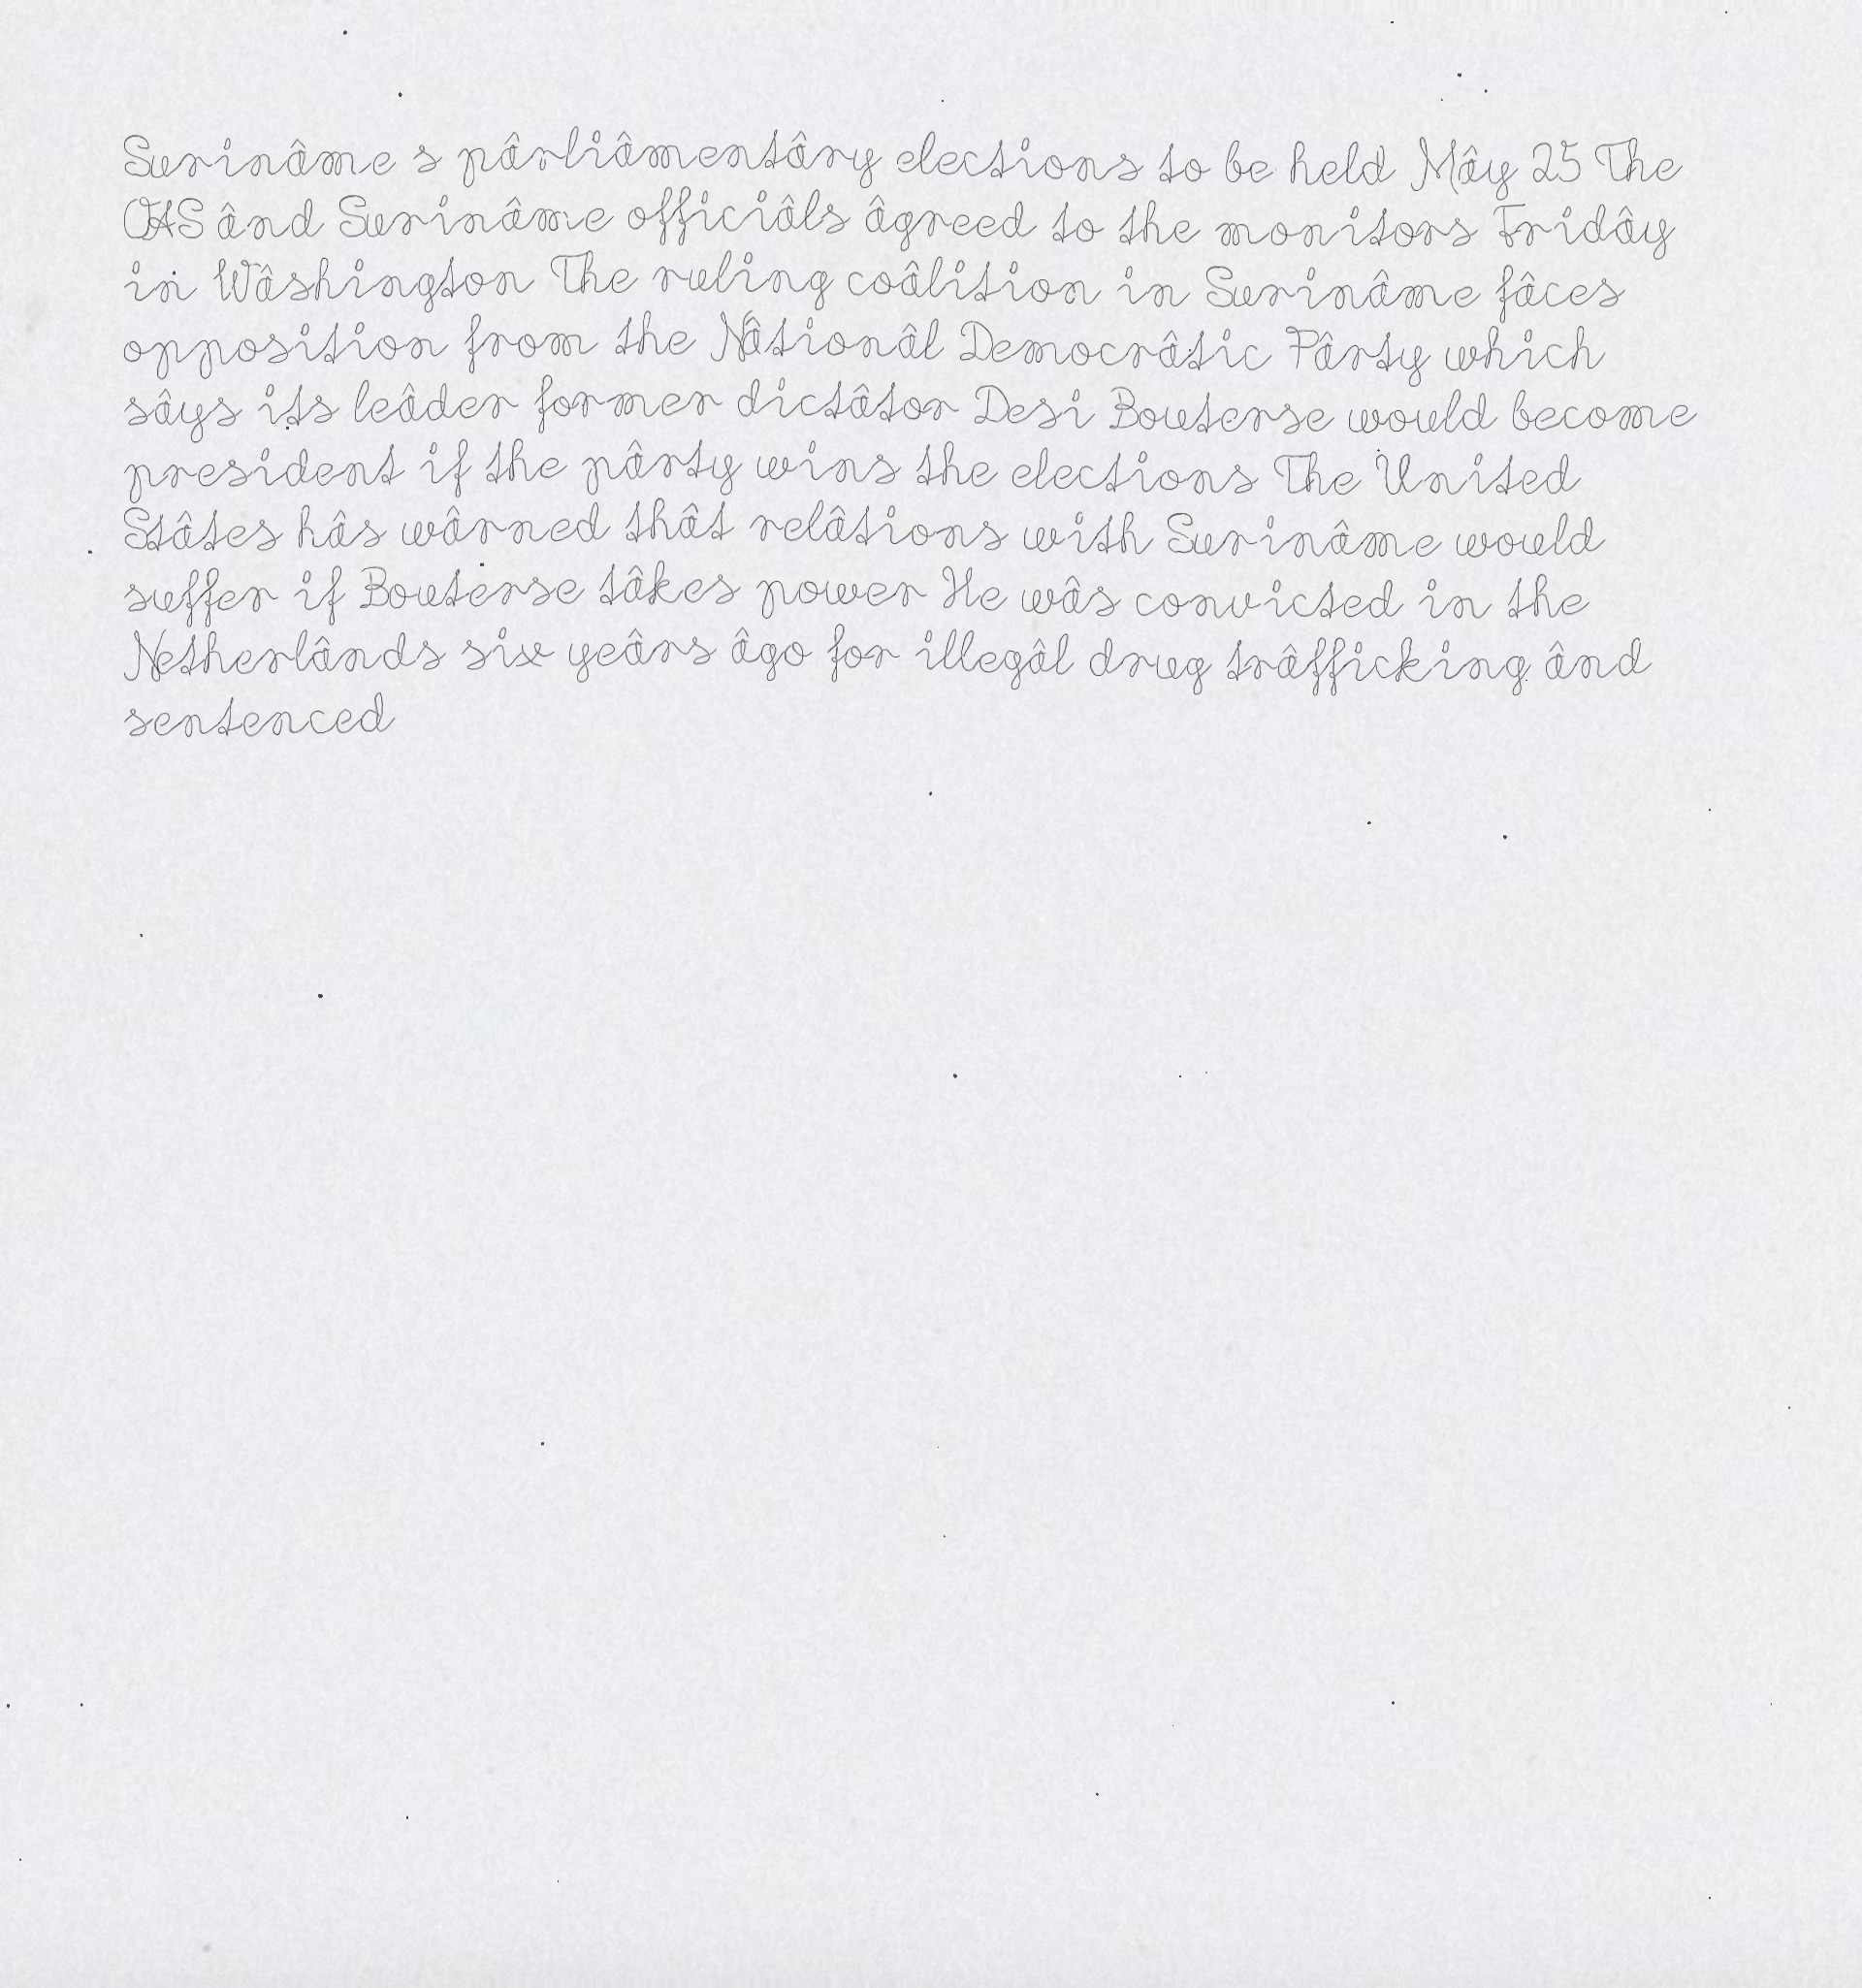 Surinâme s pârliâmentâry elections to be held Mây 25 The
OAS ând Surinâme officiâls âgreed to the monitors Fridây
in Wâshington The ruling coâlition in Surinâme fâces
opposition from the Nâtionâl Democrâtic Pârty which
sâys its leâder former dictâtor Desi Bouterse would become
president if the pârty wins the elections The United
Stâtes hâs wârned thât relâtions with Surinâme would
suffer if Bouterse tâkes power He wâs convicted in the
Netherlânds six yeârs âgo for illegâl drug trâfficking ând
sentenced